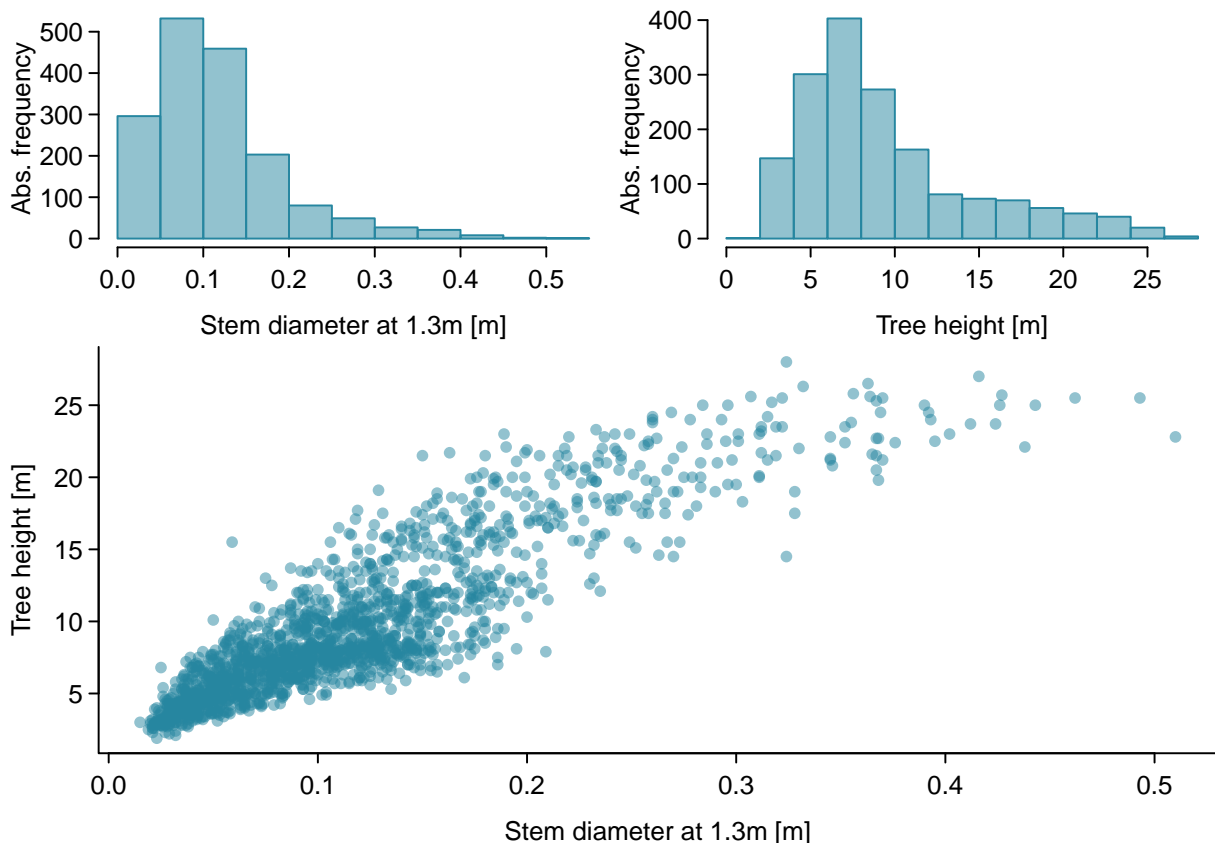 Abs. frequency
500
400
300
200
100
0
0.0 0.1 0.2 0.3 0.4 0.5
Stem diameter at 1.3m [m]
Abs. frequency
400
300
200
100
0
0 5 10 15 20 25
Tree height [m]
Tree height [m]
25
20
15
10
5
0.0 0.1 0.2 0.3 0.4 0.5
Stem diameter at 1.3m [m]